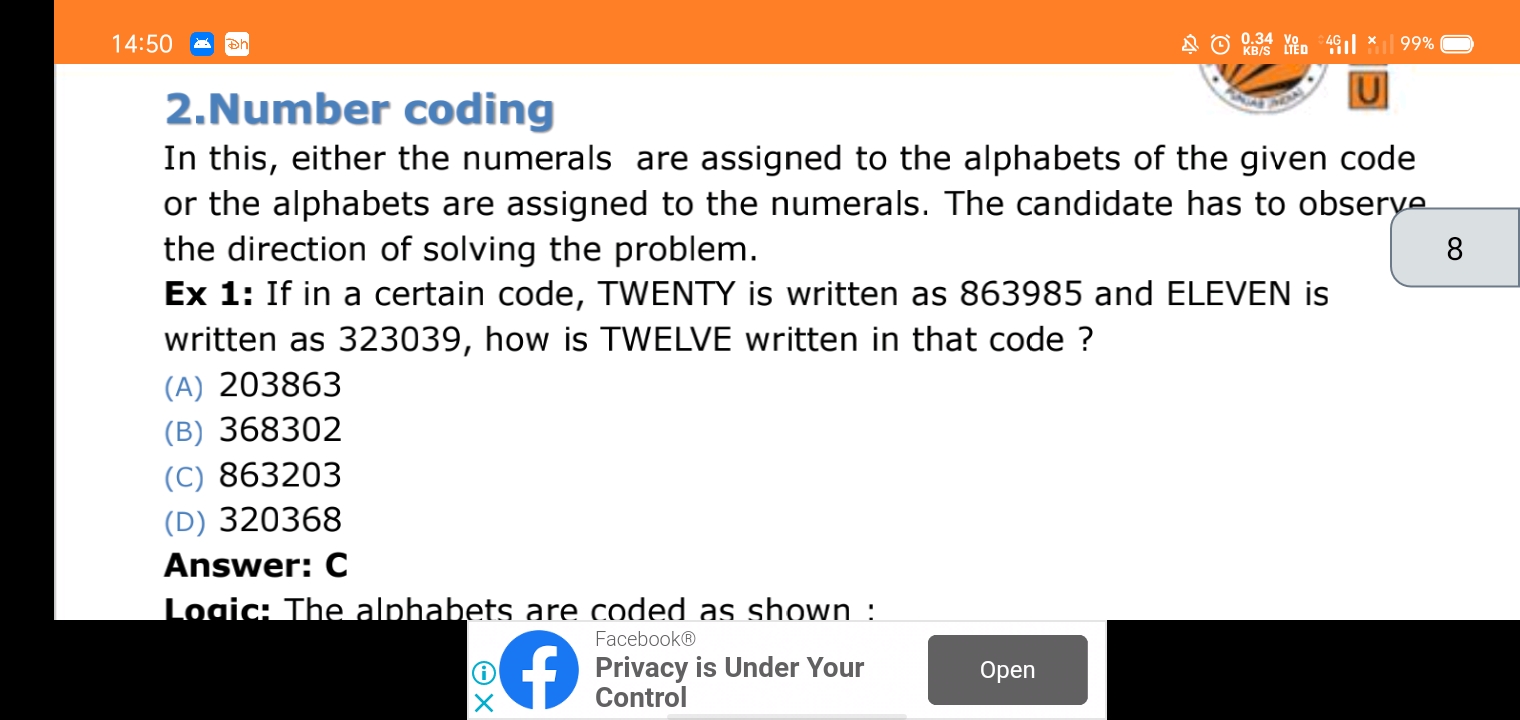 14:50 Dh 0.34 KB/S Vo LTE 4G 99%
PUNJAB (INDIA) U
2.Number coding
In this, either the numerals are assigned to the alphabets of the given code
or the alphabets are assigned to the numerals. The candidate has to observe
the direction of solving the problem.
8
Ex 1: If in a certain code, TWENTY is written as 863985 and ELEVEN is
written as 323039, how is TWELVE written in that code ?
(A) 203863
(B) 368302
(C) 863203
(D) 320368
Answer: C
Logic: The alphabets are coded as shown :
Facebook®
Privacy is Under Your
Control
Open